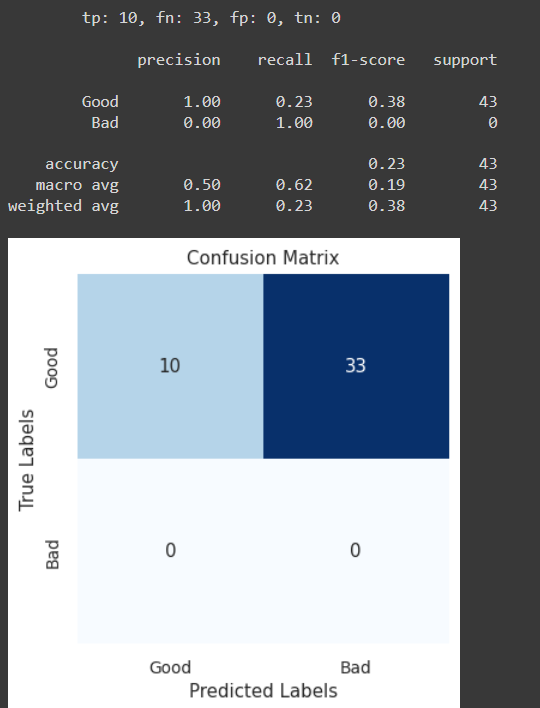 tp: 10, fn: 33, fp: 0, tn: 0
precision recall f1-score support
Good 1.00 0.23 0.38 43
Bad 0.00 1.00 0.00 0
accuracy 0.23 43
macro avg 0.50 0.62 0.19 43
weighted avg 1.00 0.23 0.38 43
Confusion Matrix
True Labels
Good
10 33
Bad
0 0
Good Bad
Predicted Labels